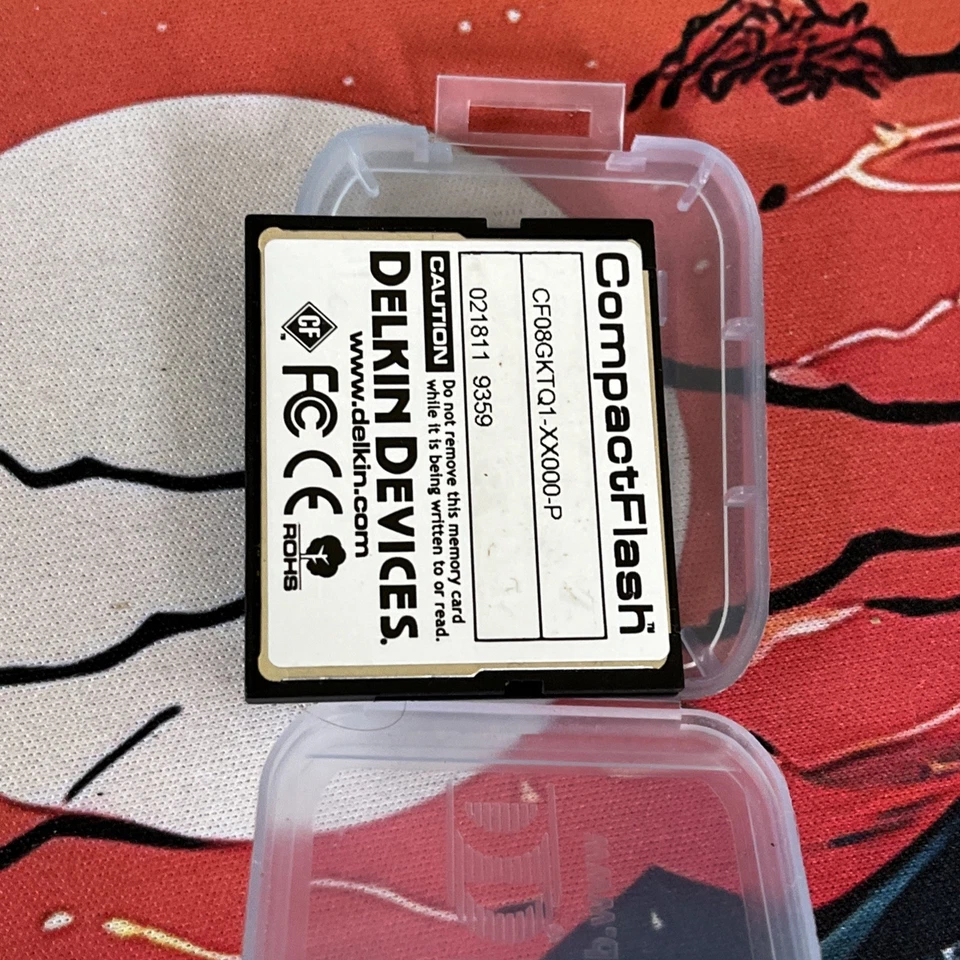 CompactFlash™
CF08GKTQ1-XX000-P
021811 9359
CAUTION
Do not remove this memory card
while it is being written to or read.
DELKIN DEVICES.
www.delkin.com
CF
FC CE ROHS